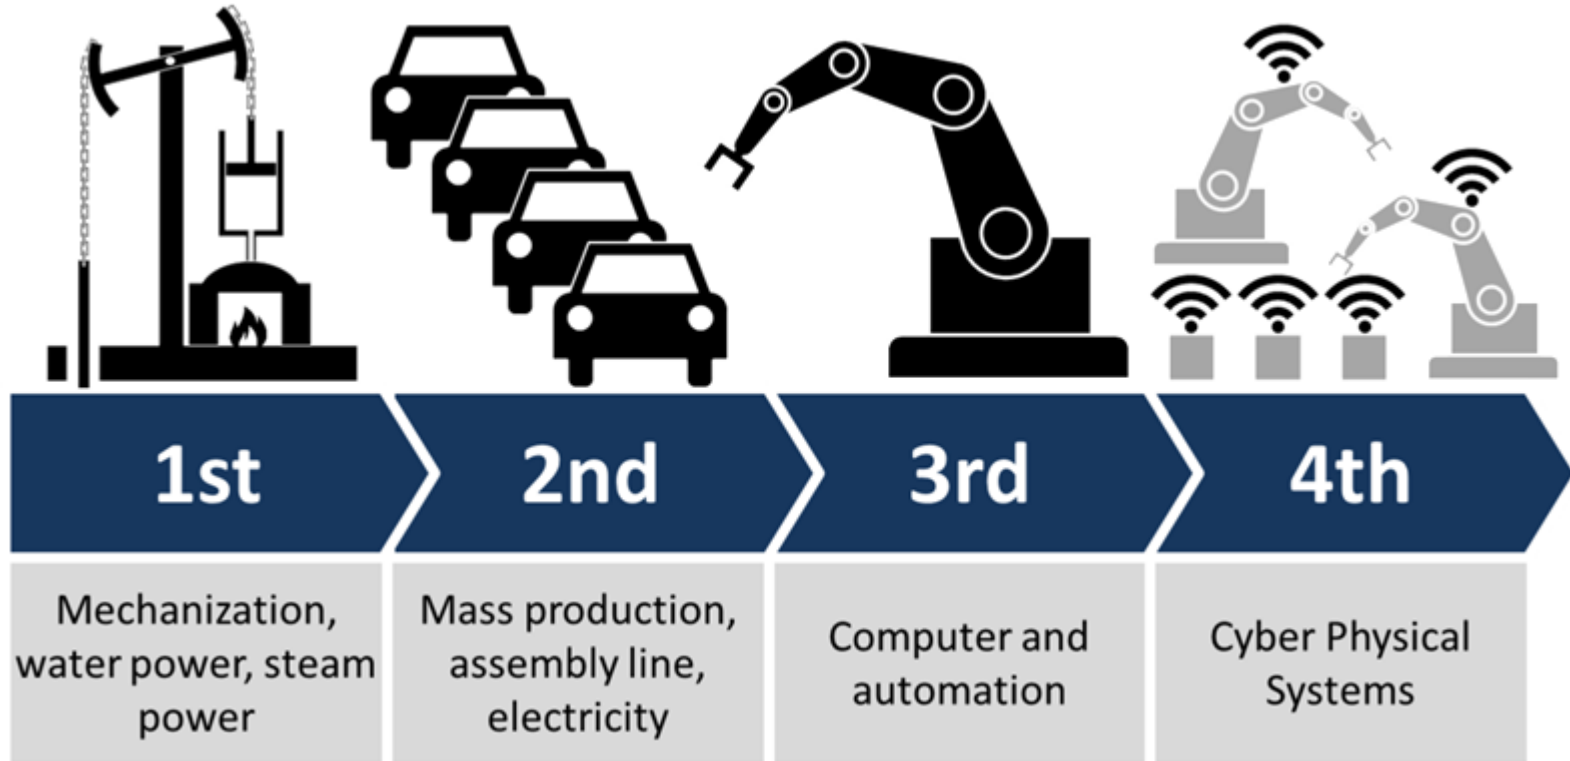 1st
2nd
3rd
4th
Mechanization,
water power, steam
power
Mass production,
assembly line,
electricity
Computer and
automation
Cyber Physical
Systems